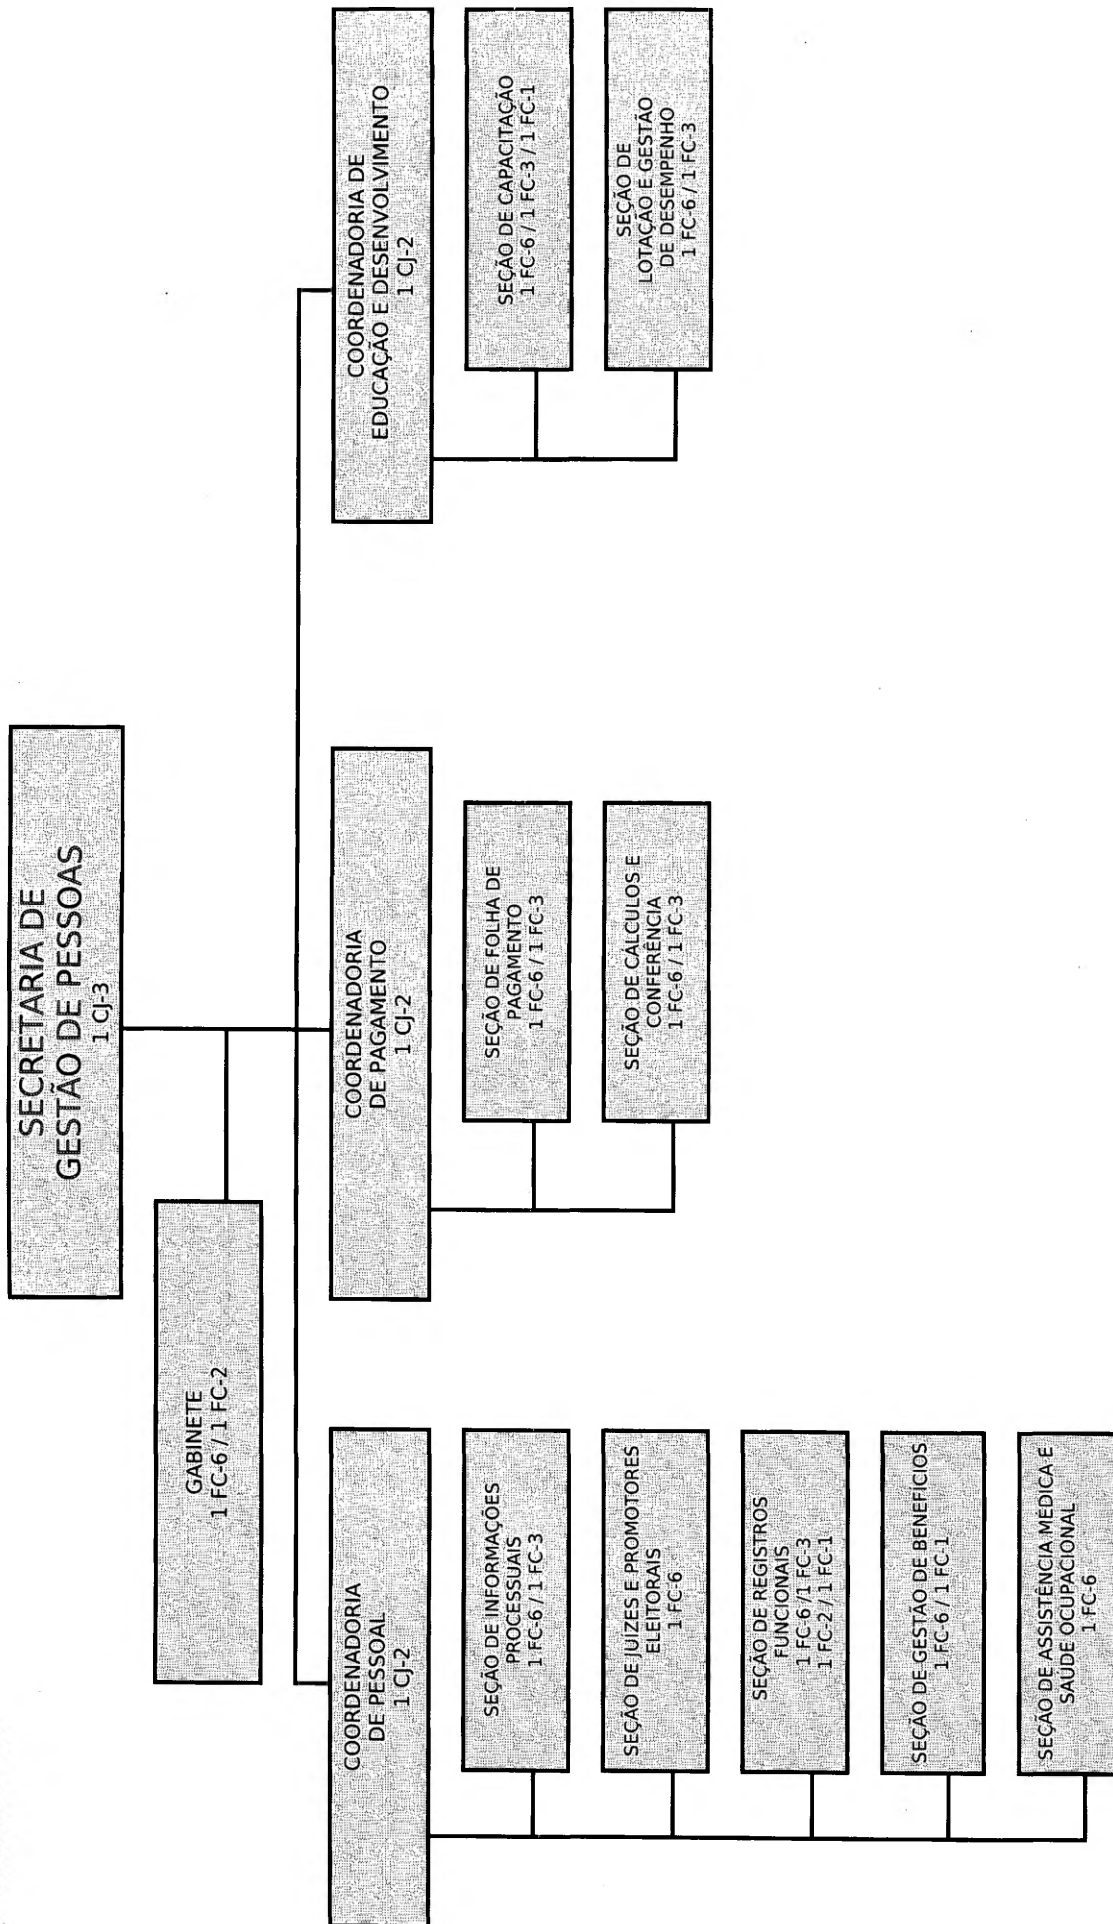 SECRETARIA DE
GESTÃO DE PESSOAS
1 CJ-3
GABINETE
1 FC-6 / 1 FC-2
COORDENADORIA
DE PESSOAL
1 CJ-2
SEÇÃO DE INFORMAÇÕES
PROCESSUAIS
1 FC-6 / 1 FC-3
SEÇÃO DE JUIZES E PROMOTORES
ELEITORAIS
1 FC-6
SEÇÃO DE REGISTROS
FUNCIONAIS
1 FC-6 /1 FC-3
1 FC-2 / 1 FC-1
SEÇÃO DE GESTÃO DE BENEFÍCIOS
1 FC-6 / 1 FC-1
SEÇÃO DE ASSISTÊNCIA MEDICA E
SAUDE OCUPACIONAL
1 FC-6
COORDENADORIA
DE PAGAMENTO
1 CJ-2
SEÇÃO DE FOLHA DE
PAGAMENTO
1 FC-6 / 1 FC-3
SEÇÃO DE CALCULOS E
CONFERÊNCIA
1 FC-6 / 1 FC-3
COORDENADORIA DE
EDUCAÇÃO E DESENVOLVIMENTO
1 CJ-2
SEÇÃO DE CAPACITAÇÃO
1 FC-6 / 1 FC-3 / 1 FC-1
SEÇÃO DE
LOTAÇÃO E GESTÃO
DE DESEMPENHO
1 FC-6 / 1 FC-3